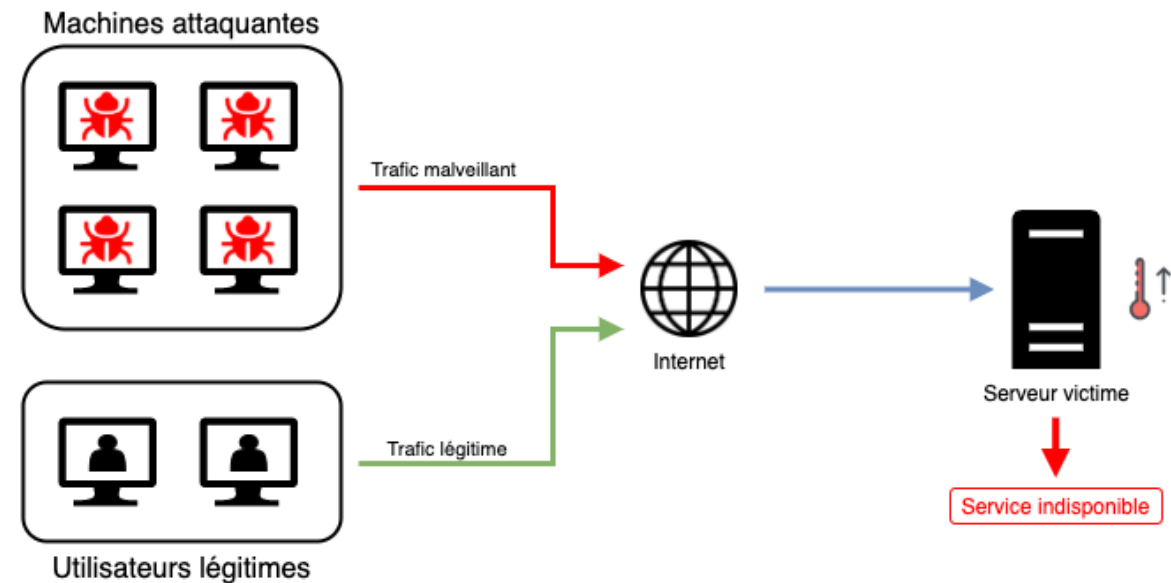 Machines attaquantes
Trafic malveillant
Internet
Serveur victime
Trafic légitime
Service indisponible
Utilisateurs légitimes